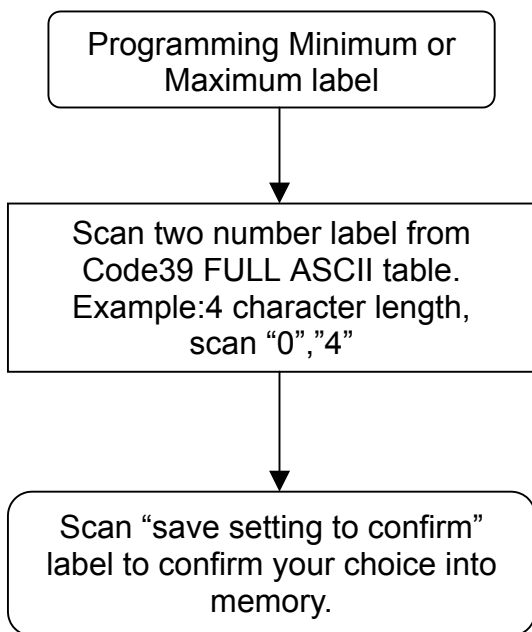 Programming Minimum or
Maximum label
Scan two number label from
Code39 FULL ASCII table.
Example:4 character length,
scan “0”,”4”
Scan “save setting to confirm”
label to confirm your choice into
memory.